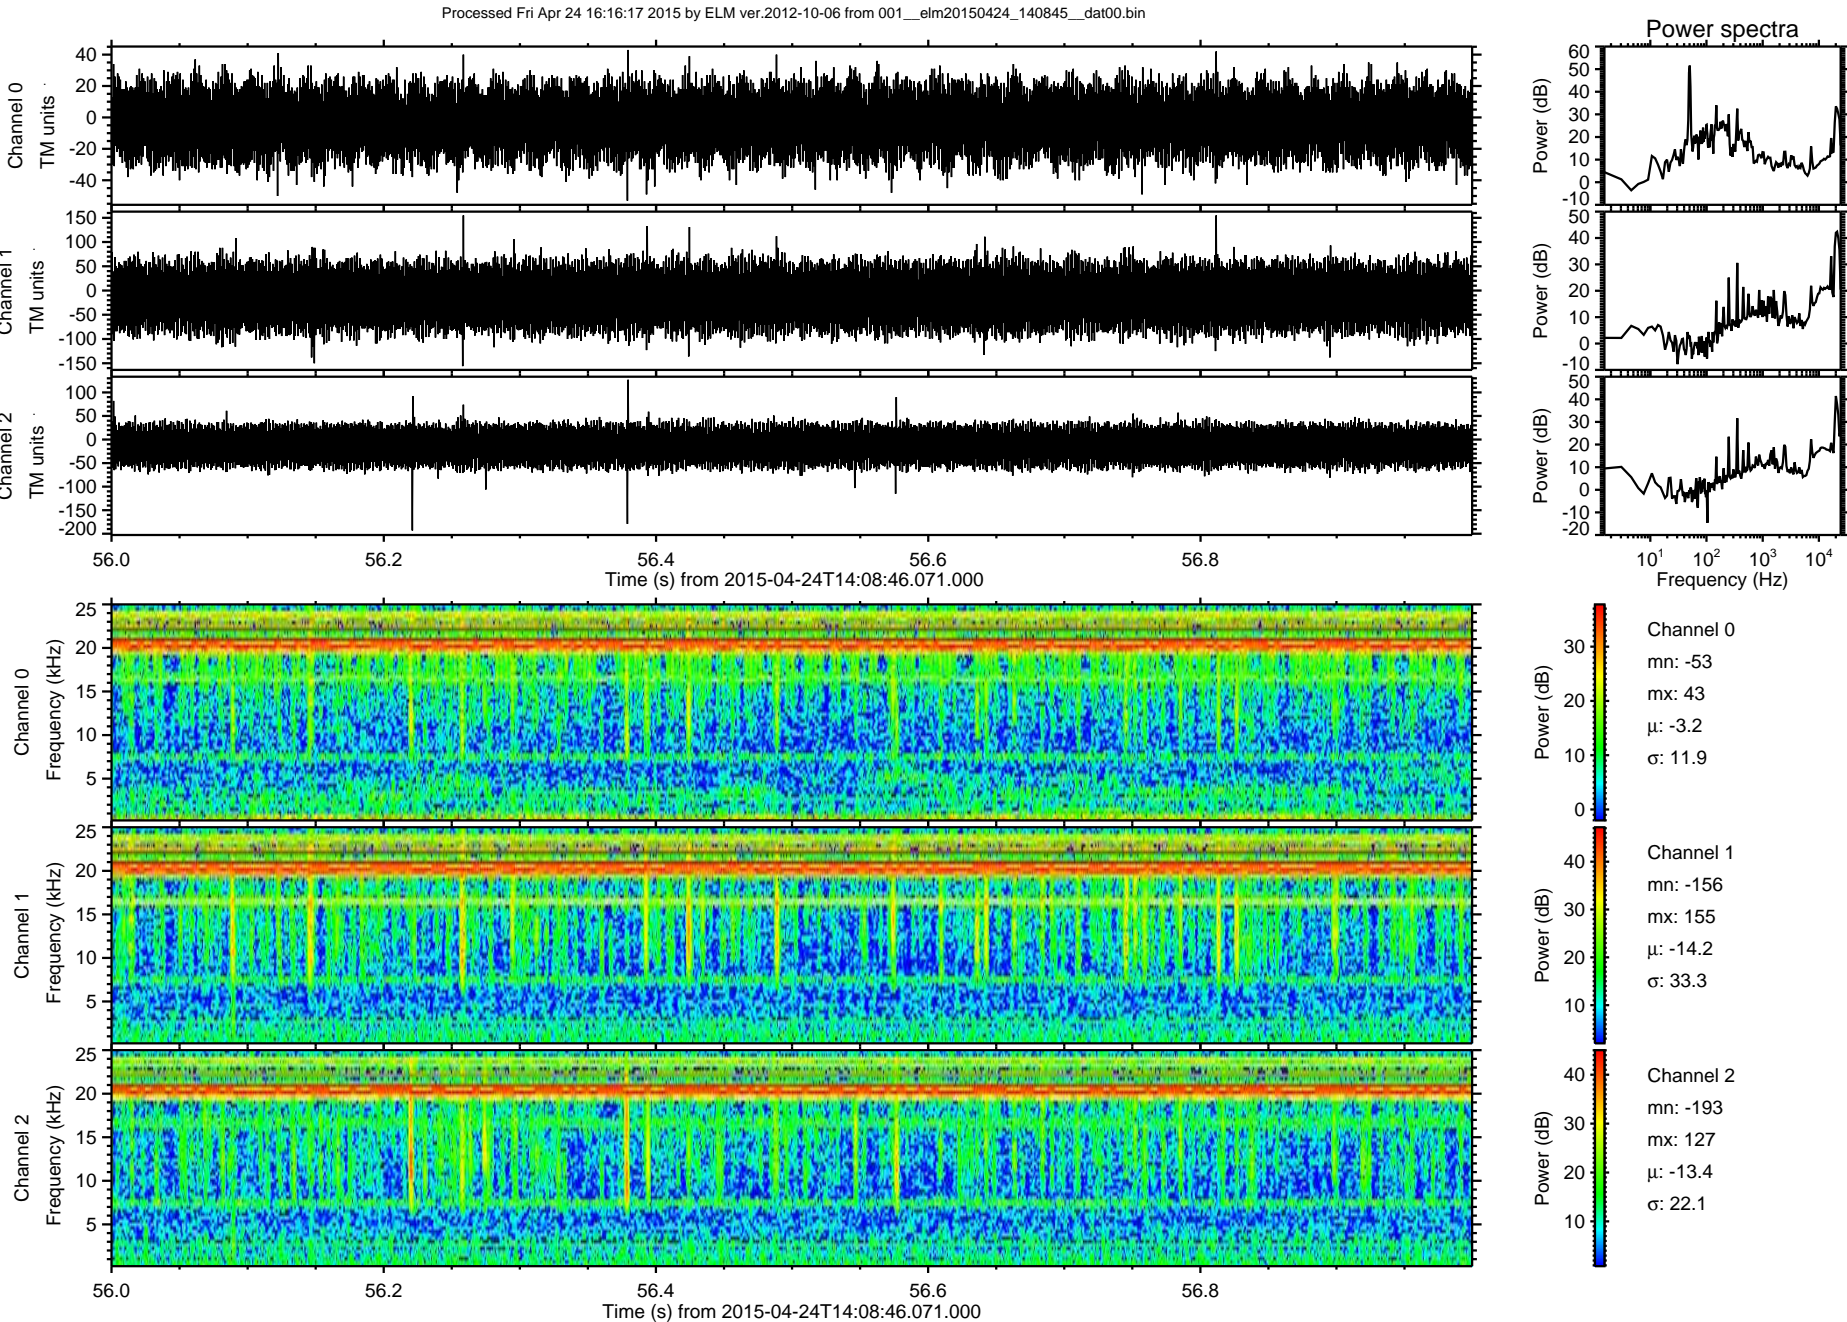 Processed Fri Apr 24 16:16:17 2015 by ELM ver.2012-10-06 from 001__elm20150424_140845__dat00.bin
Power spectra
Channel 0
TM units
40
20
0
-20
-40
Power (dB)
60
50
40
30
20
10
0
-10
Channel 1
TM units
150
100
50
0
-50
-100
-150
Power (dB)
50
40
30
20
10
0
-10
Channel 2
TM units
100
50
0
-50
-100
-150
-200
Power (dB)
50
40
30
20
10
0
-10
-20
56.0 56.2 56.4 56.6 56.8
Time (s) from 2015-04-24T14:08:46.071.000
10¹ 10² 10³ 10⁴
Frequency (Hz)
Channel 0
Frequency (kHz)
25
20
15
10
5
Power (dB)
30
20
10
0
Channel 0
mn: -53
mx: 43
μ: -3.2
σ: 11.9
Channel 1
Frequency (kHz)
25
20
15
10
5
Power (dB)
40
30
20
10
Channel 1
mn: -156
mx: 155
μ: -14.2
σ: 33.3
Channel 2
Frequency (kHz)
25
20
15
10
5
Power (dB)
40
30
20
10
Channel 2
mn: -193
mx: 127
μ: -13.4
σ: 22.1
56.0 56.2 56.4 56.6 56.8
Time (s) from 2015-04-24T14:08:46.071.000